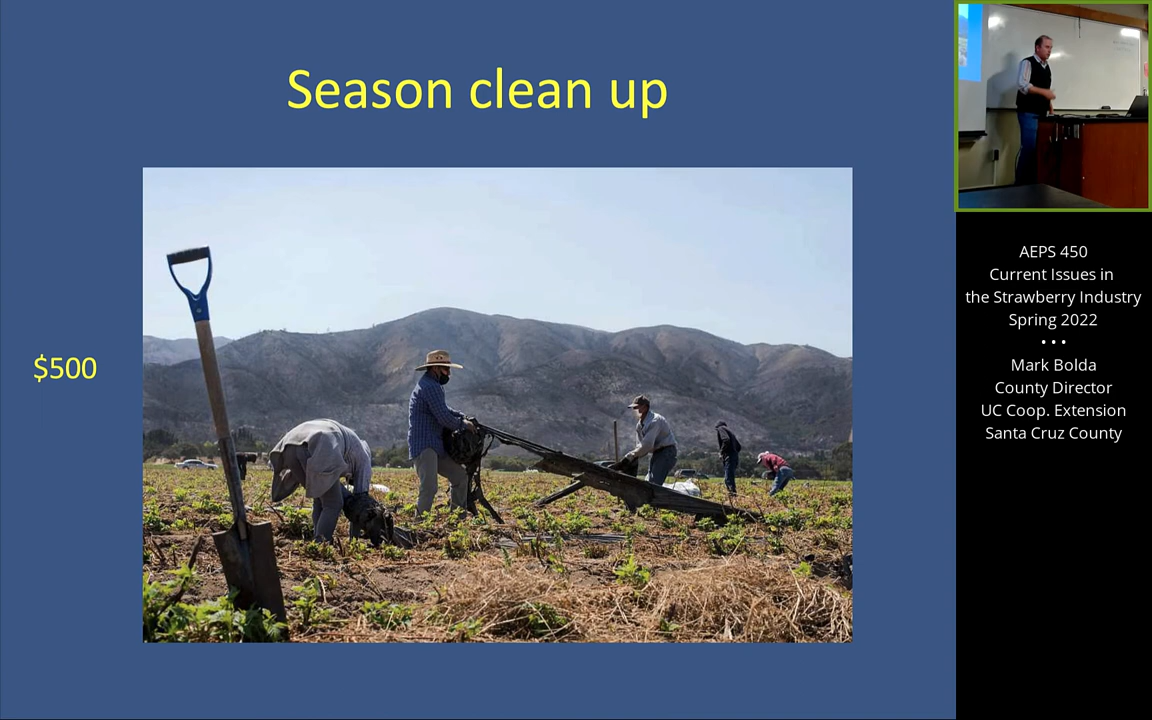 Season clean up
$500
AEPS 450
Current Issues in
the Strawberry Industry
Spring 2022
• • •
Mark Bolda
County Director
UC Coop. Extension
Santa Cruz County